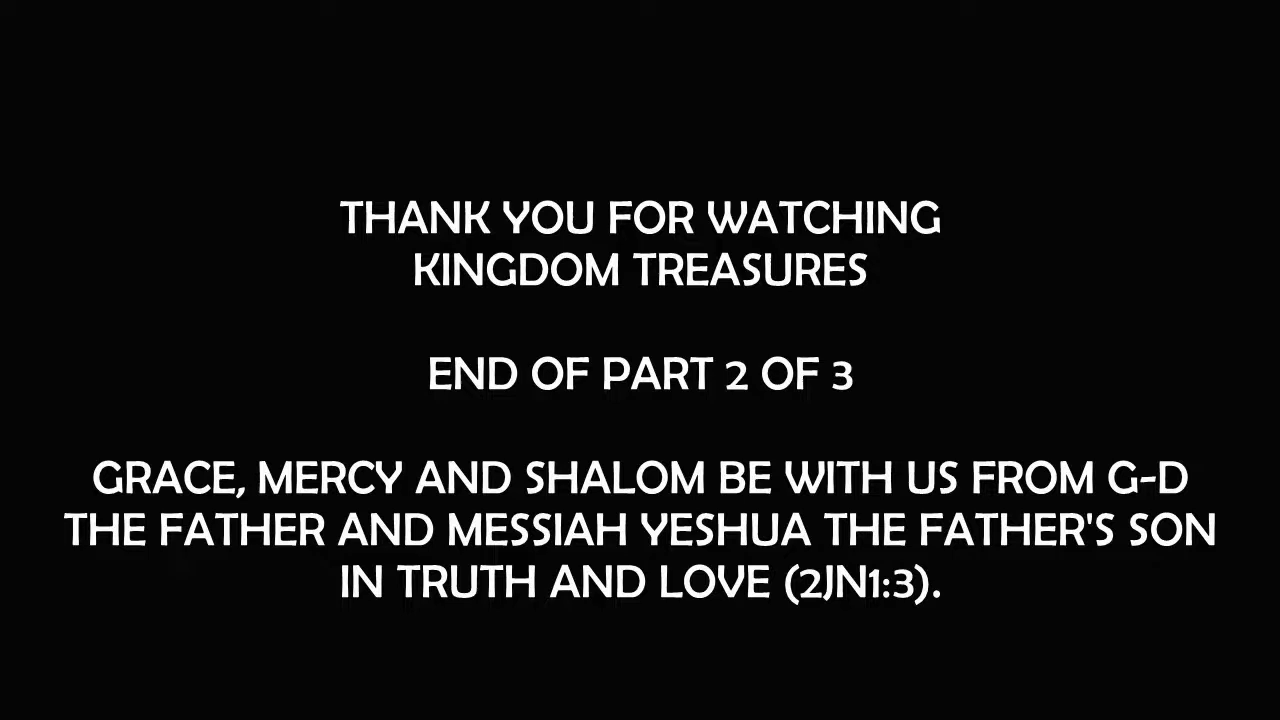 THANK YOU FOR WATCHING
KINGDOM TREASURES
END OF PART 2 OF 3
GRACE, MERCY AND SHALOM BE WITH US FROM G-D
THE FATHER AND MESSIAH YESHUA THE FATHER'S SON
IN TRUTH AND LOVE (2JN1:3).